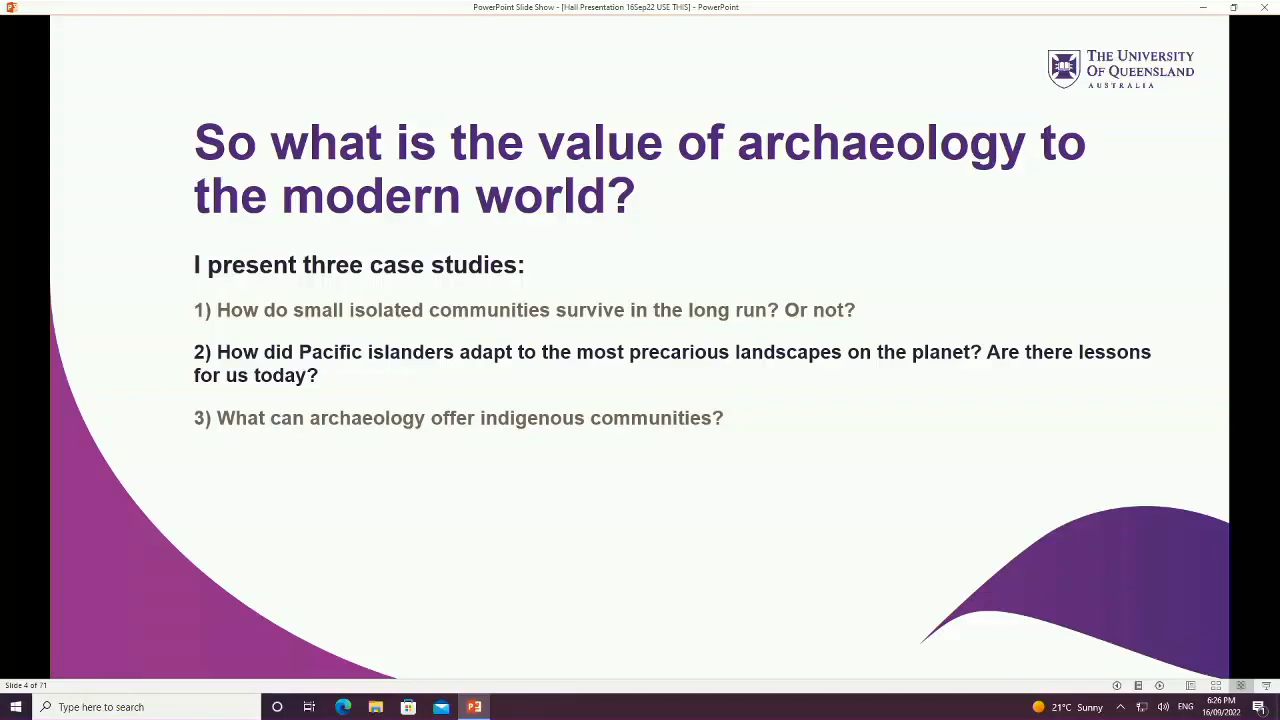 PowerPoint Slide Show - [Hall Presentation 16Sep22 USE THIS] - PowerPoint
THE UNIVERSITY
OF QUEENSLAND
AUSTRALIA
So what is the value of archaeology to
the modern world?
I present three case studies:
1) How do small isolated communities survive in the long run? Or not?
2) How did Pacific islanders adapt to the most precarious landscapes on the planet? Are there lessons
for us today?
3) What can archaeology offer indigenous communities?
Slide 4 of 71
Type here to search
21°C Sunny
ENG
6:26 PM
16/09/2022